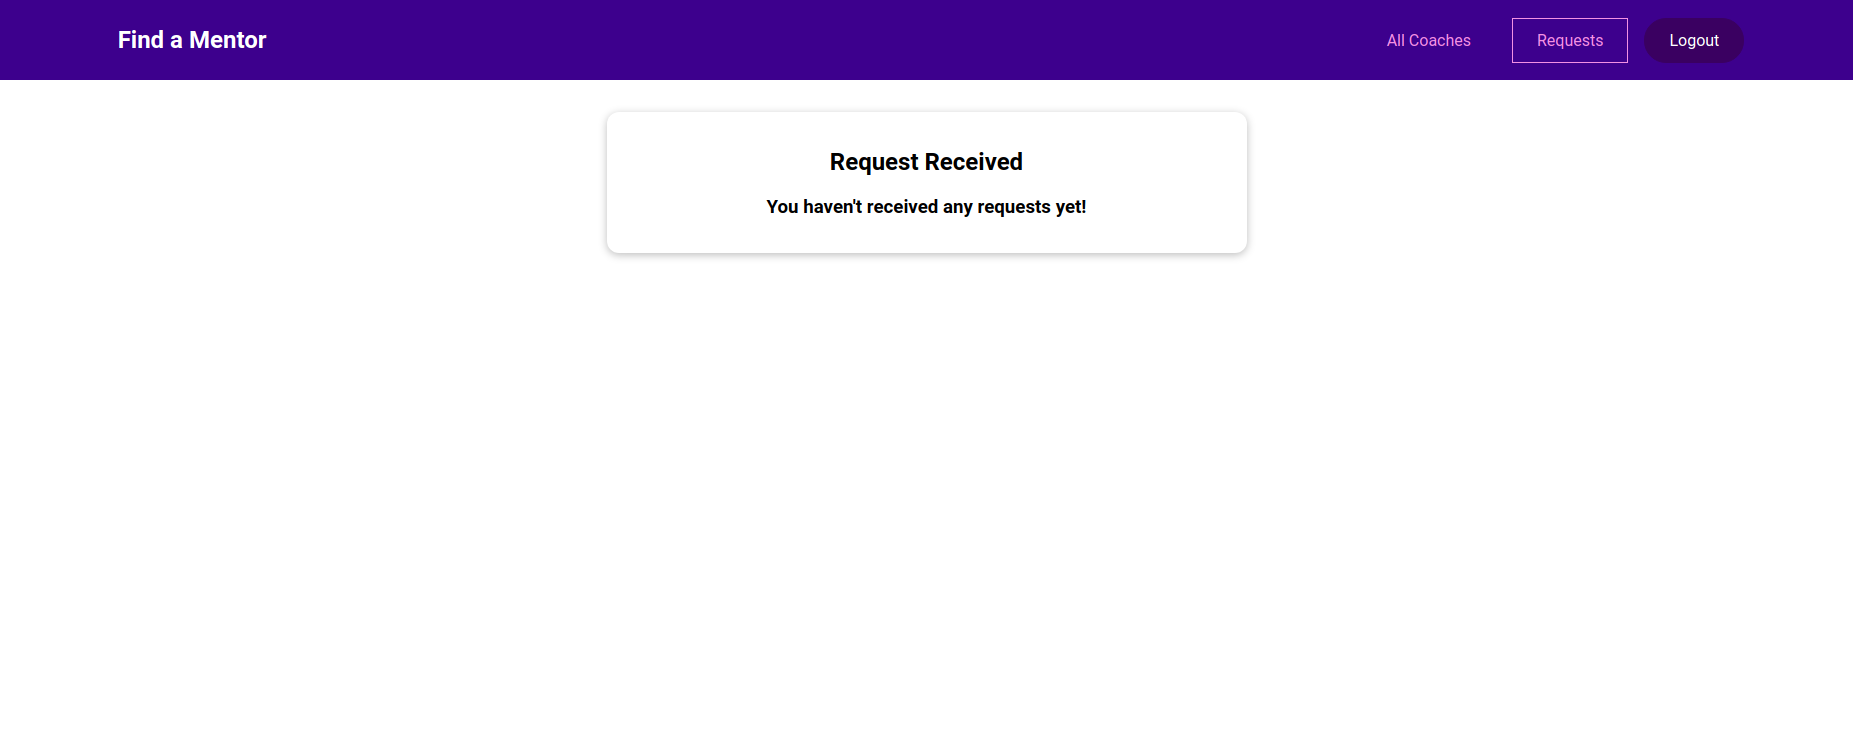 Find a Mentor
All Coaches
Requests
Logout
Request Received
You haven't received any requests yet!